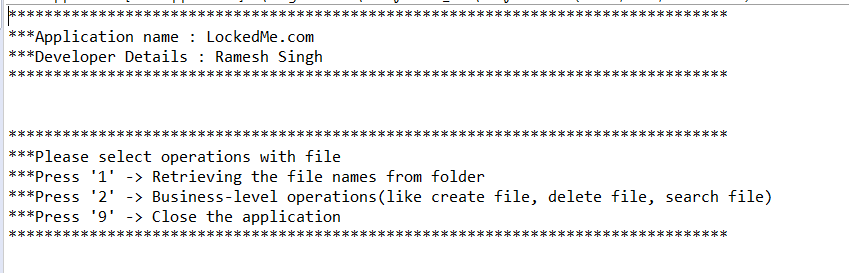 ********************************************************************************
***Application name : LockedMe.com
***Developer Details : Ramesh Singh
********************************************************************************
********************************************************************************
***Please select operations with file
***Press '1' -> Retrieving the file names from folder
***Press '2' -> Business-level operations(like create file, delete file, search file)
***Press '9' -> Close the application
********************************************************************************